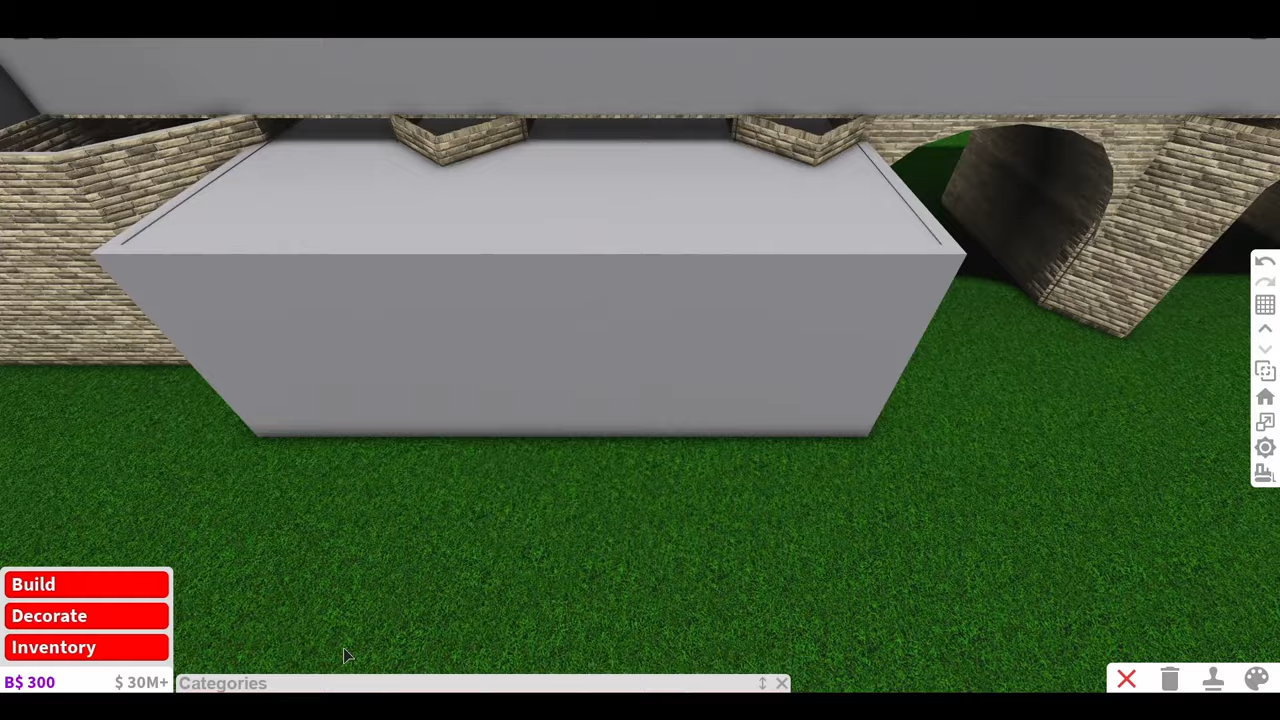 Build
Decorate
Inventory
B$ 300
$ 30M+
Categories